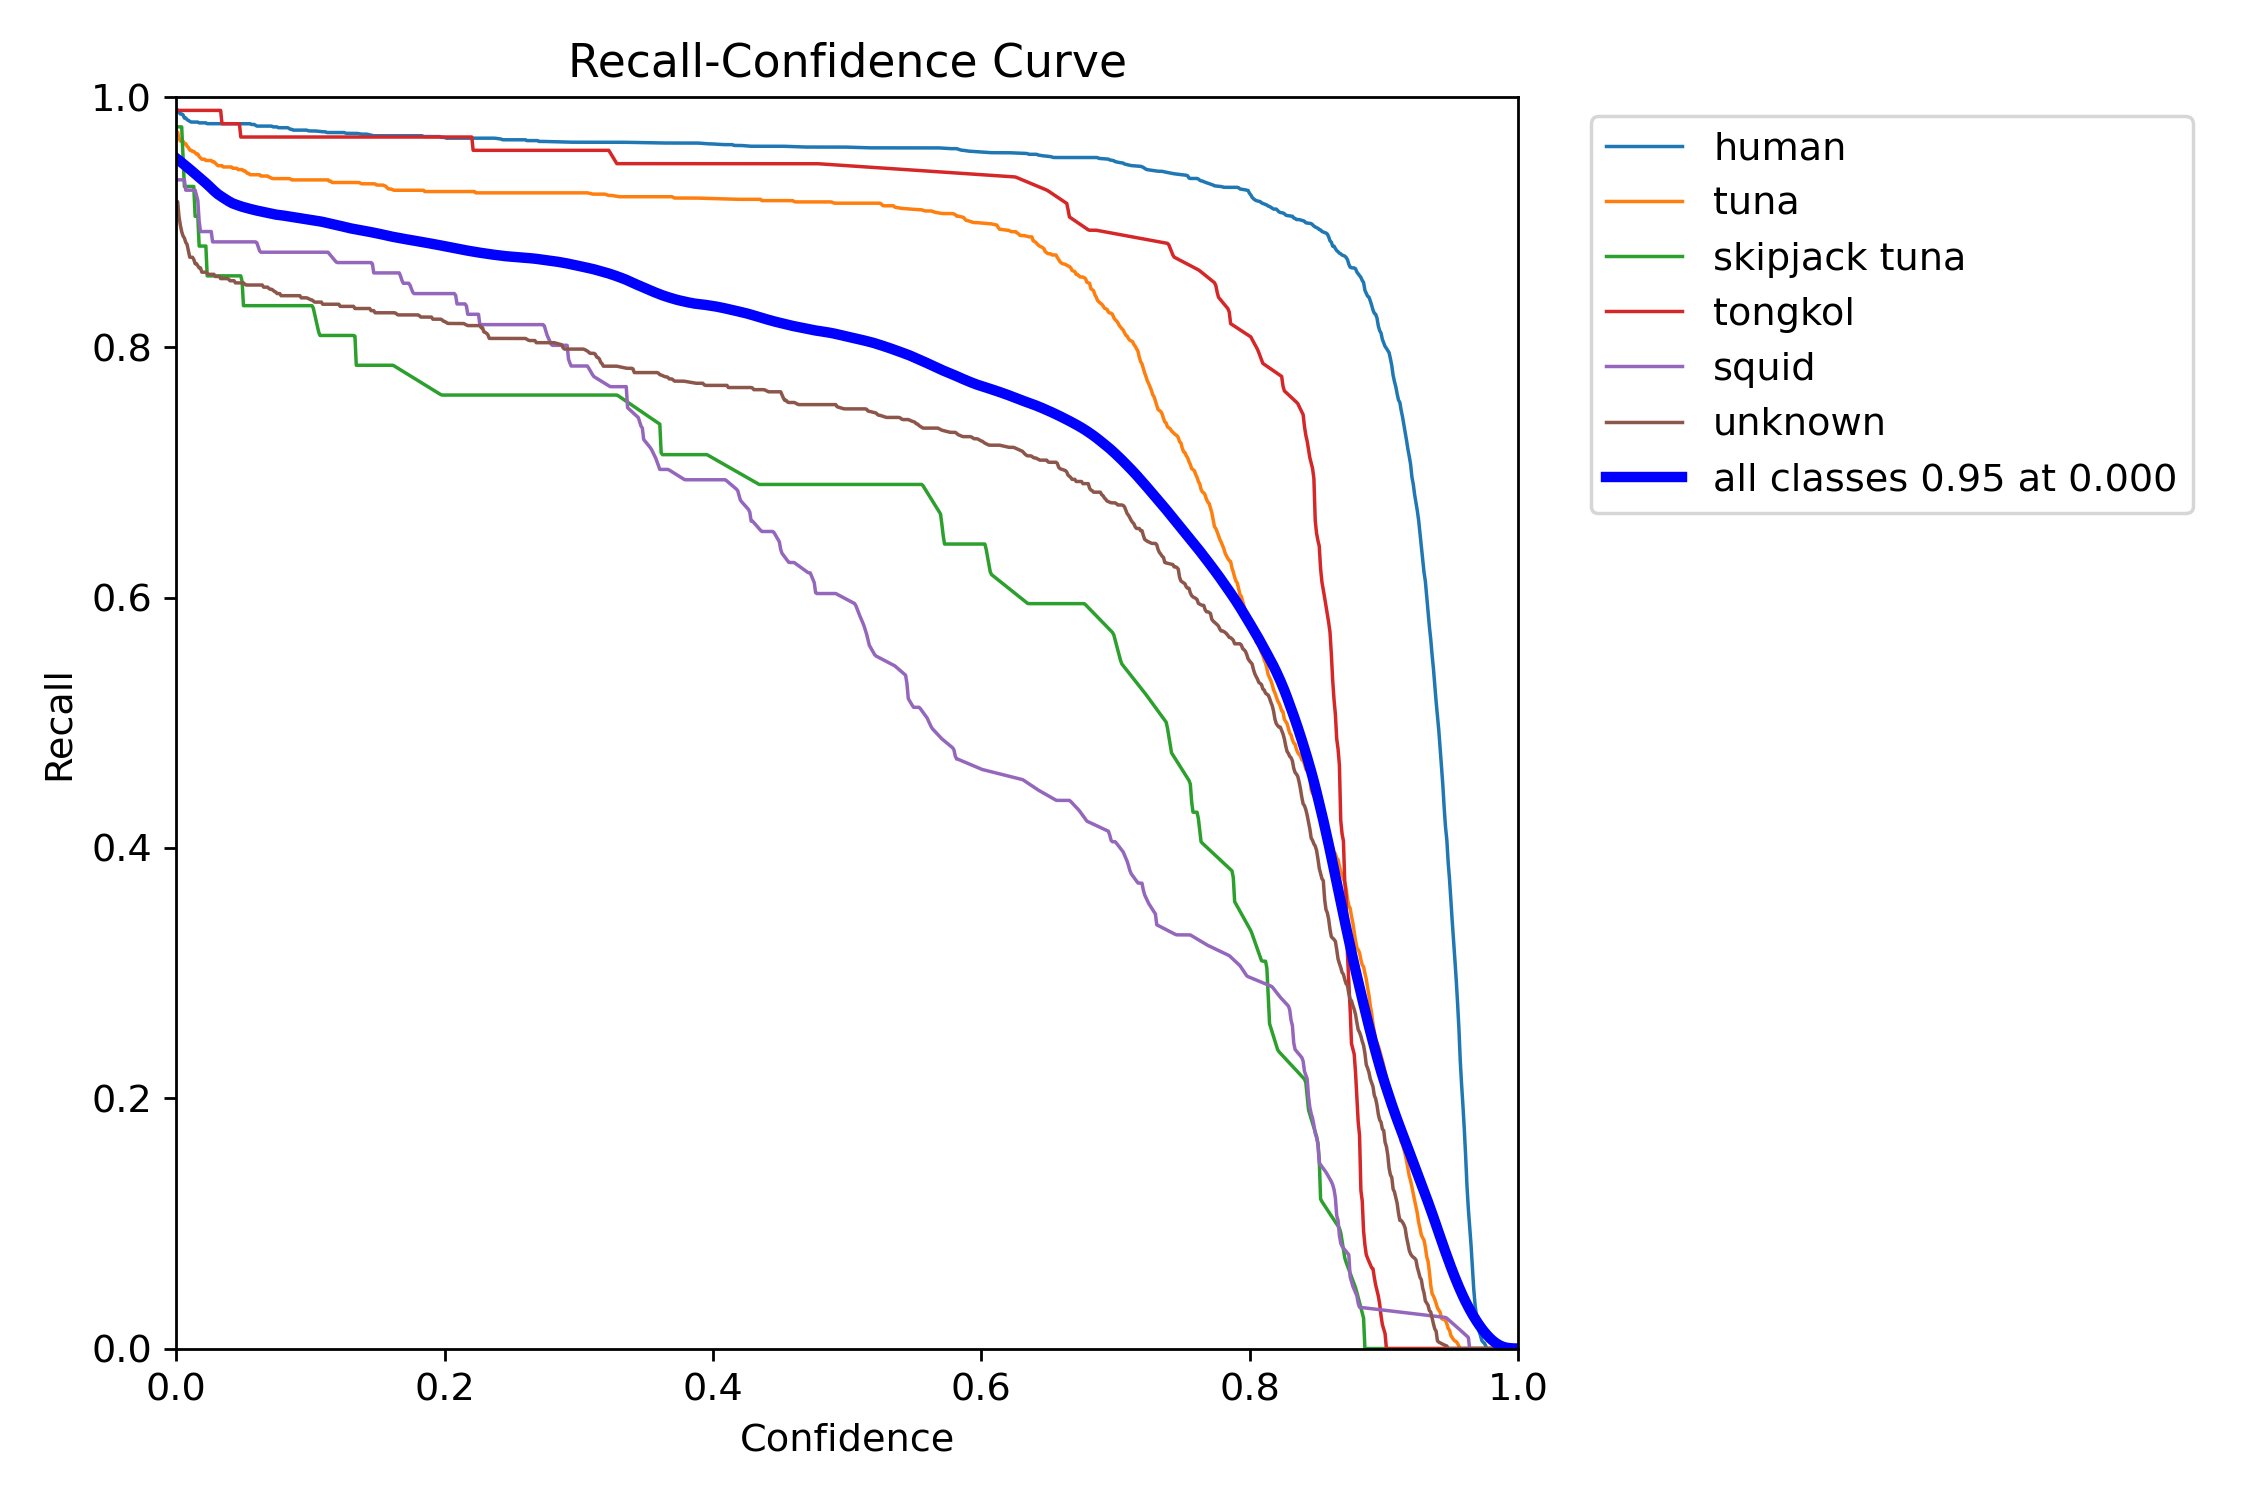 Recall-Confidence Curve
1.0
0.8
0.6
0.4
0.2
0.0
Recall
0.0 0.2 0.4 0.6 0.8 1.0
Confidence
human
tuna
skipjack tuna
tongkol
squid
unknown
all classes 0.95 at 0.000